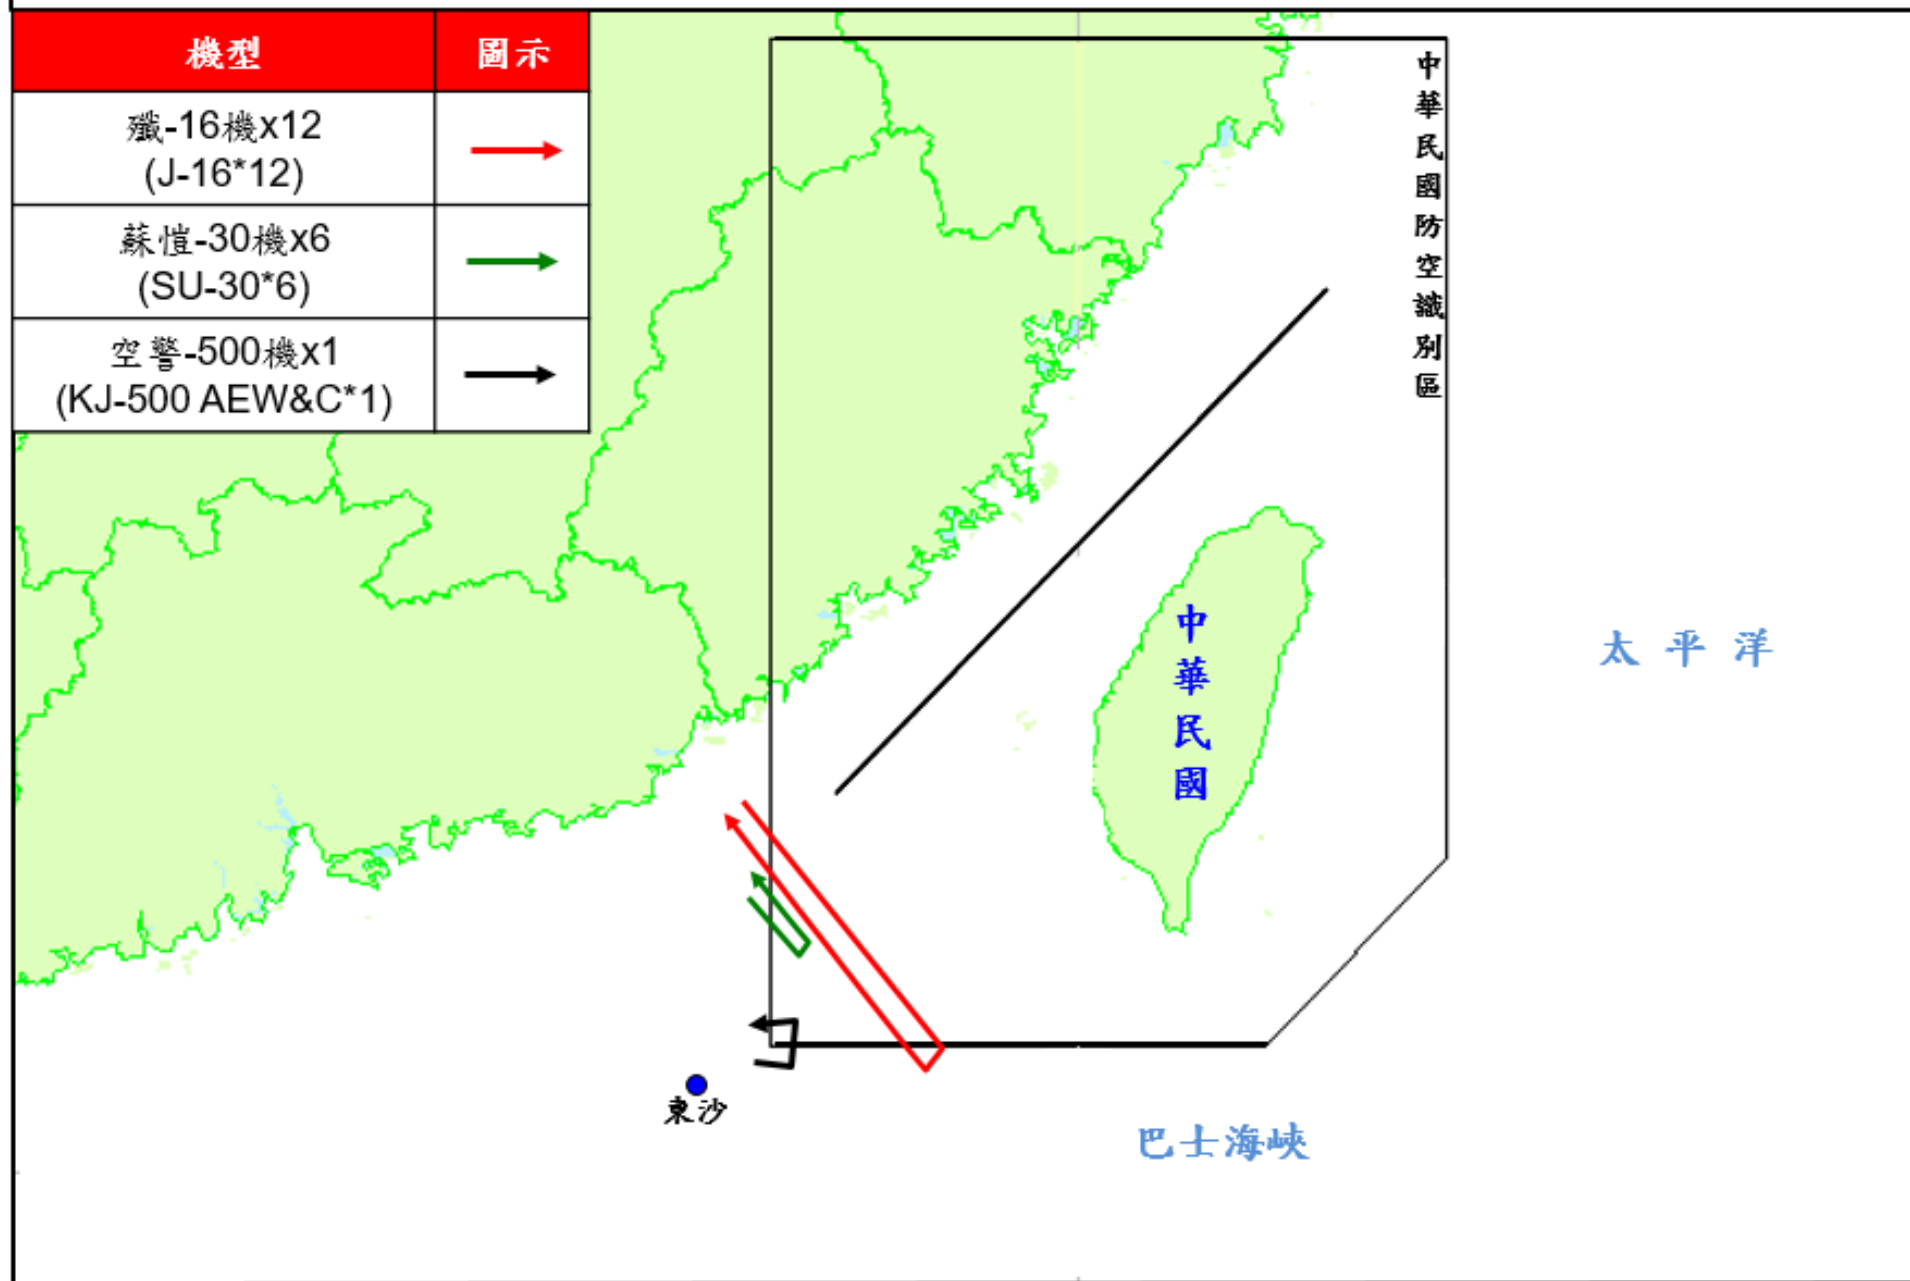 機型 圖示
殲-16機x12
(J-16*12)
蘇愷-30機x6
(SU-30*6)
空警-500機x1
(KJ-500 AEW&C*1)
中華民國防空識別區
中華民國
太平洋
東沙
巴士海峽